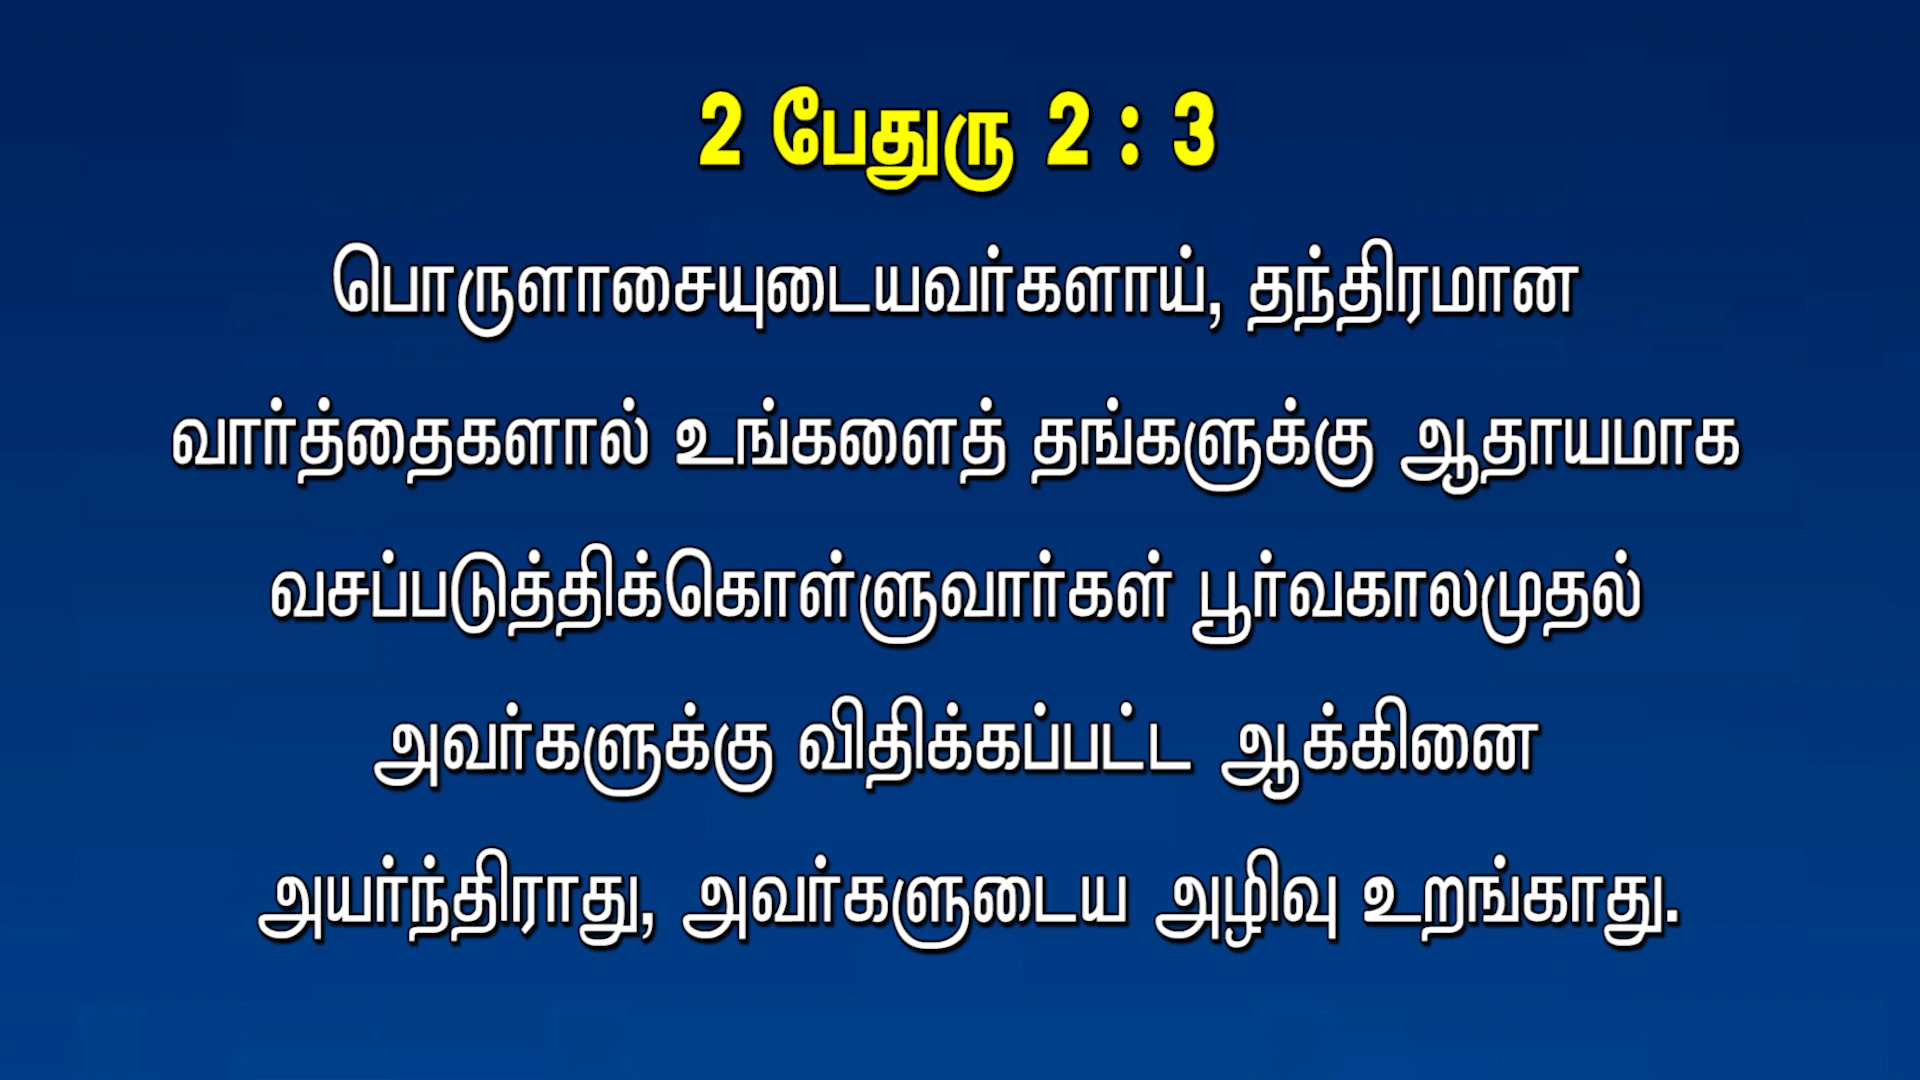 2 பேதுரு 2 : 3
பொருளாசையுடையவர்களாய், தந்திரமான
வார்த்தைகளால் உங்களைத் தங்களுக்கு ஆதாயமாக
வசப்படுத்திக்கொள்ளுவார்கள் பூர்வகாலமுதல்
அவர்களுக்கு விதிக்கப்பட்ட ஆக்கினை
அயர்ந்திராது, அவர்களுடைய அழிவு உறங்காது.